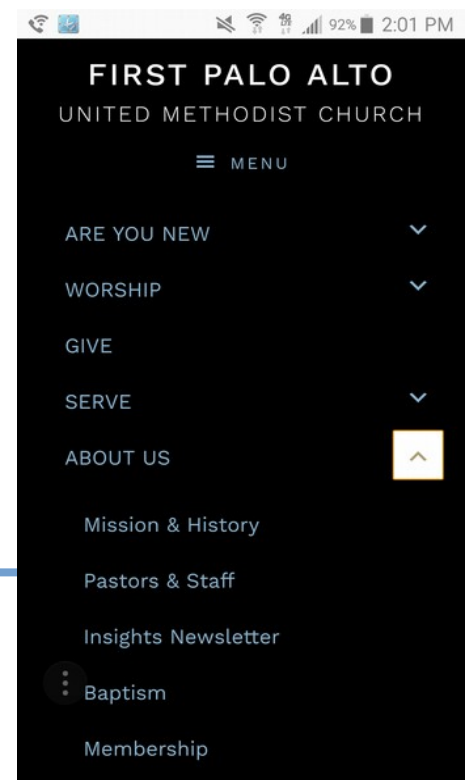 92% 2:01 PM
FIRST PALO ALTO
UNITED METHODIST CHURCH
MENU
ARE YOU NEW
WORSHIP
GIVE
SERVE
ABOUT US
Mission & History
Pastors & Staff
Insights Newsletter
Baptism
Membership